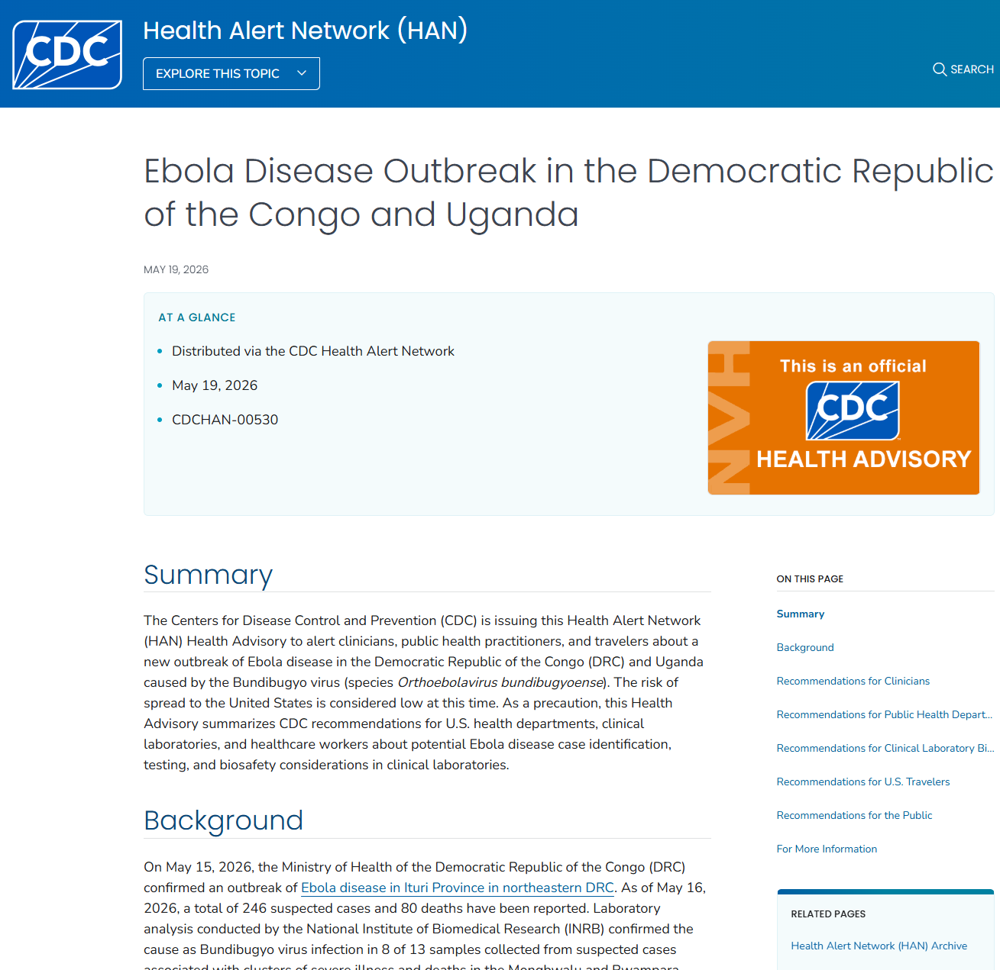 CDC
Health Alert Network (HAN)
EXPLORE THIS TOPIC
SEARCH
Ebola Disease Outbreak in the Democratic Republic
of the Congo and Uganda
MAY 19, 2026
AT A GLANCE
Distributed via the CDC Health Alert Network
May 19, 2026
CDCHAN-00530
HAN
This is an official
CDC
HEALTH ADVISORY
Summary
The Centers for Disease Control and Prevention (CDC) is issuing this Health Alert Network
(HAN) Health Advisory to alert clinicians, public health practitioners, and travelers about a
new outbreak of Ebola disease in the Democratic Republic of the Congo (DRC) and Uganda
caused by the Bundibugyo virus (species Orthoebolavirus bundibugyoense). The risk of
spread to the United States is considered low at this time. As a precaution, this Health
Advisory summarizes CDC recommendations for U.S. health departments, clinical
laboratories, and healthcare workers about potential Ebola disease case identification,
testing, and biosafety considerations in clinical laboratories.
Background
On May 15, 2026, the Ministry of Health of the Democratic Republic of the Congo (DRC)
confirmed an outbreak of Ebola disease in Ituri Province in northeastern DRC. As of May 16,
2026, a total of 246 suspected cases and 80 deaths have been reported. Laboratory
analysis conducted by the National Institute of Biomedical Research (INRB) confirmed the
cause as Bundibugyo virus infection in 8 of 13 samples collected from suspected cases
associated with clusters of severe illness and deaths in the Mongbwalu and Rwampara
ON THIS PAGE
Summary
Background
Recommendations for Clinicians
Recommendations for Public Health Depart...
Recommendations for Clinical Laboratory Bi...
Recommendations for U.S. Travelers
Recommendations for the Public
For More Information
RELATED PAGES
Health Alert Network (HAN) Archive